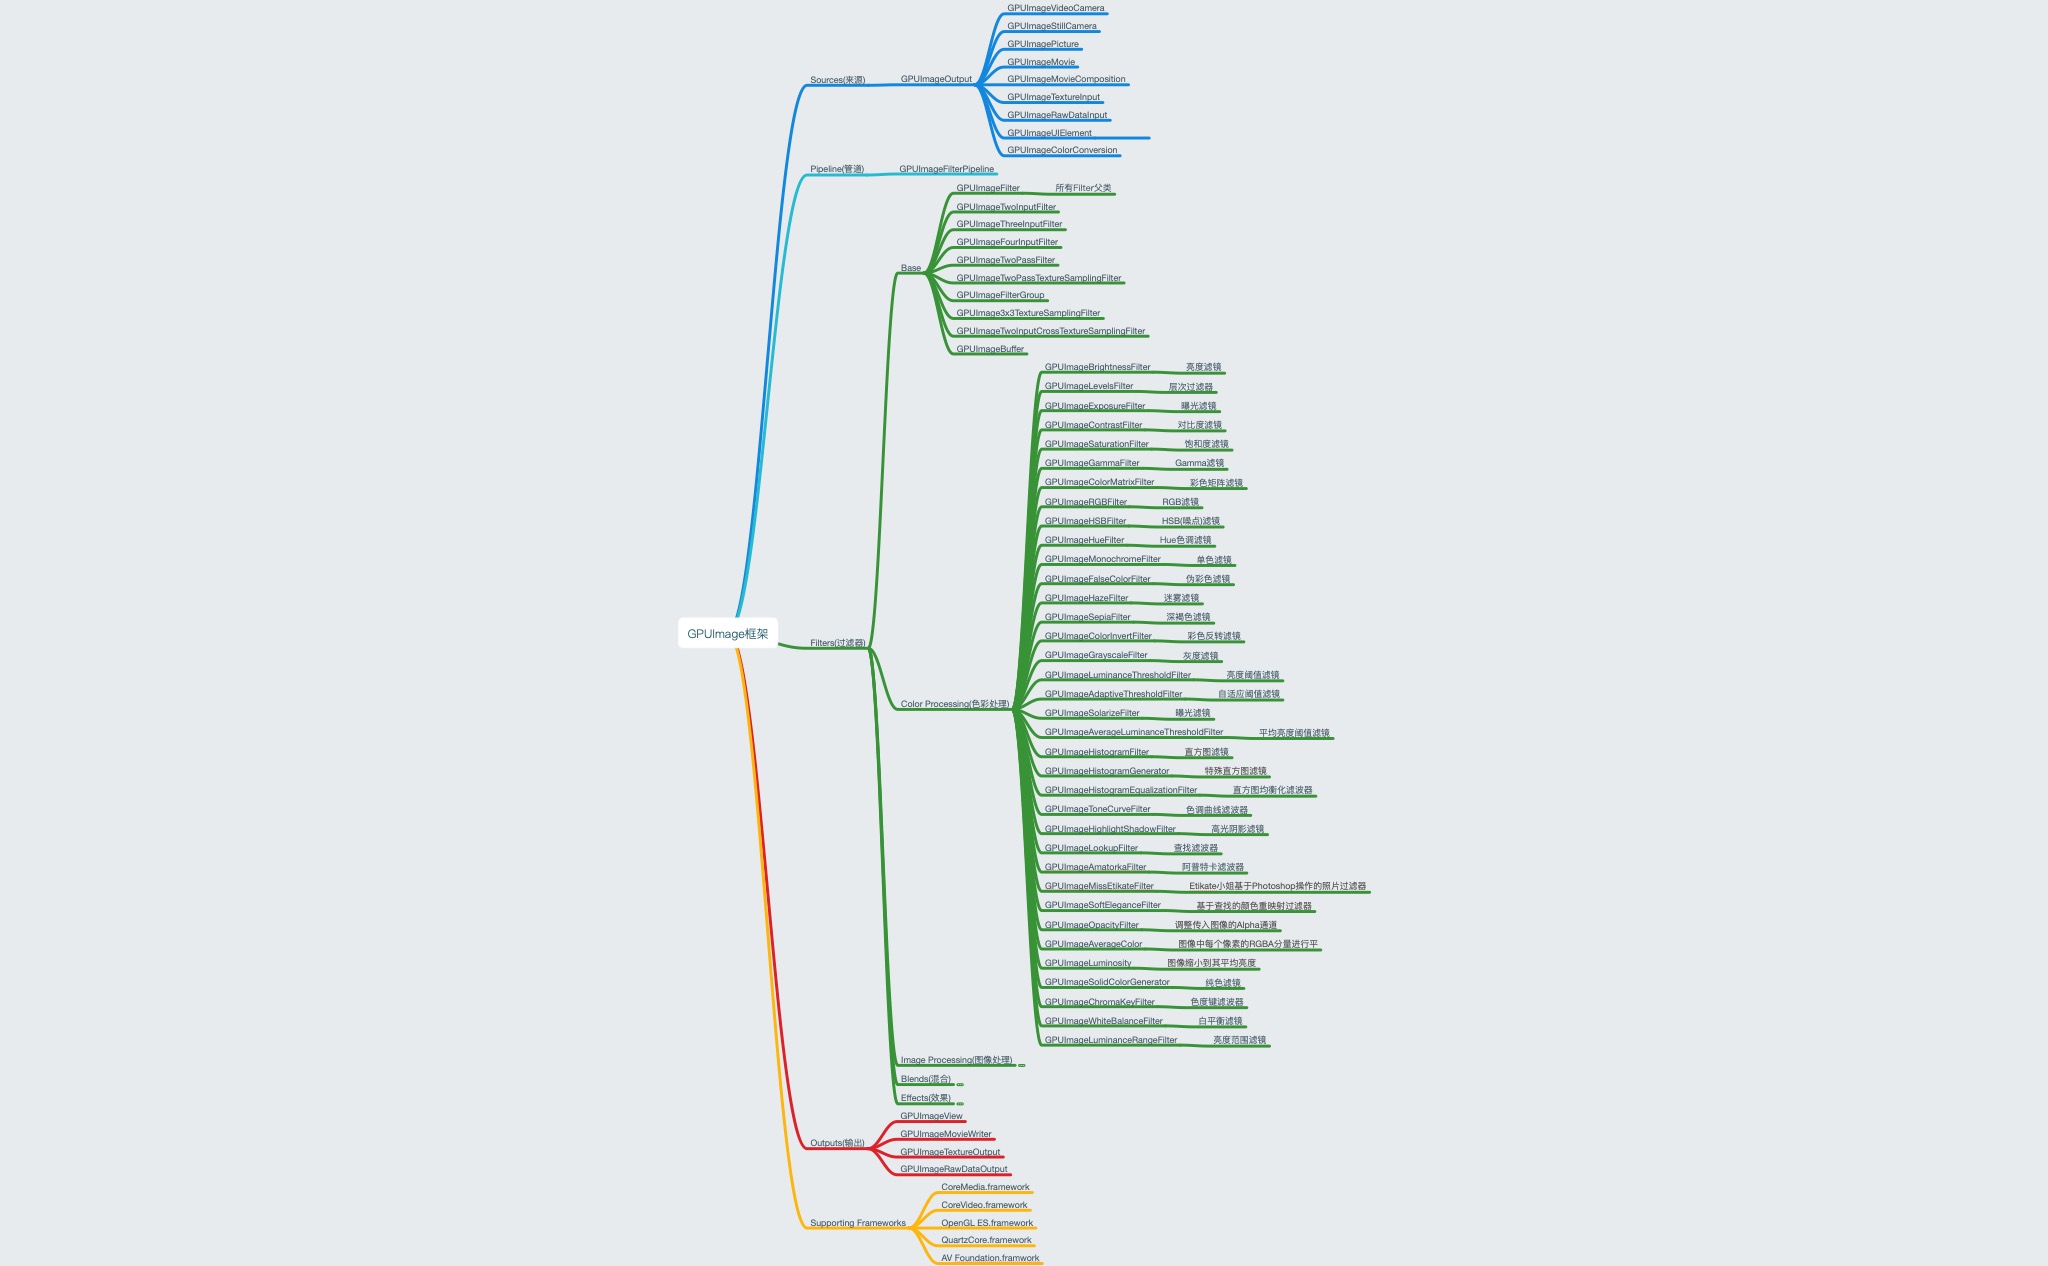 GPUImageVideoCamera
GPUImageStillCamera
GPUImagePicture
GPUImageMovie
Sources(来源) GPUImageOutput GPUImageMovieComposition
GPUImageTextureInput
GPUImageRawDataInput
GPUImageUIElement
GPUImageColorConversion
Pipeline(管道) GPUImageFilterPipeline
GPUImageFilter 所有Filter父类
GPUImageTwoInputFilter
GPUImageThreeInputFilter
GPUImageFourInputFilter
GPUImageTwoPassFilter
Base
GPUImageTwoPassTextureSamplingFilter
GPUImageFilterGroup
GPUImage3x3TextureSamplingFilter
GPUImageTwoInputCrossTextureSamplingFilter
GPUImageBuffer
GPUImageBrightnessFilter 亮度滤镜
GPUImageLevelsFilter 层次过滤器
GPUImageExposureFilter 曝光滤镜
GPUImageContrastFilter 对比度滤镜
GPUImageSaturationFilter 饱和度滤镜
GPUImageGammaFilter Gamma滤镜
GPUImageColorMatrixFilter 彩色矩阵滤镜
GPUImageRGBFilter RGB滤镜
GPUImageHSBFilter HSB(噪点)滤镜
GPUImageHueFilter Hue色调滤镜
GPUImageMonochromeFilter 单色滤镜
GPUImageFalseColorFilter 伪彩色滤镜
GPUImageHazeFilter 迷雾滤镜
GPUImageSepiaFilter 深褐色滤镜
GPUImage框架
Filters(过滤器)
GPUImageColorInvertFilter 彩色反转滤镜
GPUImageGrayscaleFilter 灰度滤镜
GPUImageLuminanceThresholdFilter 亮度阈值滤镜
GPUImageAdaptiveThresholdFilter 自适应阈值滤镜
Color Processing(色彩处理)
GPUImageSolarizeFilter 曝光滤镜
GPUImageAverageLuminanceThresholdFilter 平均亮度阈值滤镜
GPUImageHistogramFilter 直方图滤镜
GPUImageHistogramGenerator 特殊直方图滤镜
GPUImageHistogramEqualizationFilter 直方图均衡化滤波器
GPUImageToneCurveFilter 色调曲线滤波器
GPUImageHighlightShadowFilter 高光阴影滤镜
GPUImageLookupFilter 查找滤波器
GPUImageAmatorkaFilter 阿普特卡滤波器
GPUImageMissEtikateFilter Etikate小姐基于Photoshop操作的照片过滤器
GPUImageSoftEleganceFilter 基于查找的颜色重映射过滤器
GPUImageOpacityFilter 调整传入图像的Alpha通道
GPUImageAverageColor 图像中每个像素的RGBA分量进行平
GPUImageLuminosity 图像缩小到其平均亮度
GPUImageSolidColorGenerator 纯色滤镜
GPUImageChromaKeyFilter 色度键滤波器
GPUImageWhiteBalanceFilter 白平衡滤镜
GPUImageLuminanceRangeFilter 亮度范围滤镜
Image Processing(图像处理)
Blends(混合)
Effects(效果)
GPUImageView
GPUImageMovieWriter
Outputs(输出)
GPUImageTextureOutput
GPUImageRawDataOutput
CoreMedia.framework
CoreVideo.framework
Supporting Frameworks OpenGL ES.framework
QuartzCore.framework
AV Foundation.framwork